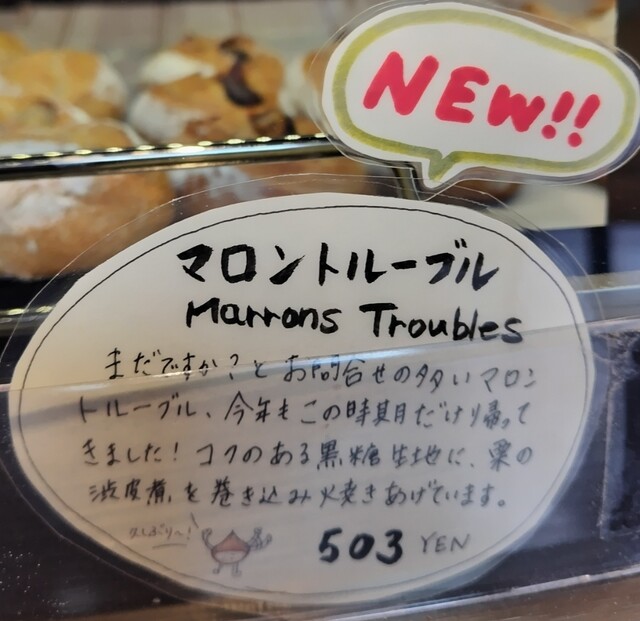 NEW!!
マロントルーブル
Marrons Troubles
まだですか?とお問合せの多いマロン
トルーブル、今年もこの時期だけ帰って
きました!コクのある黒糖生地に、栗の
渋皮煮を巻き込み焼きあげています。
久しぶり〜!
503 YEN